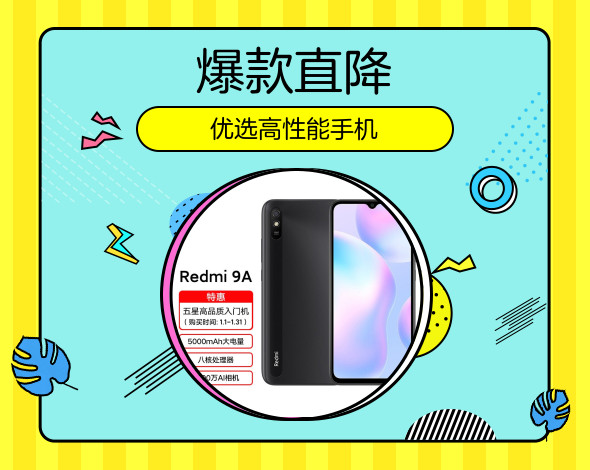 爆款直降
优选高性能手机
Redmi 9A
特惠
五星高品质入门机
( 购买时间: 1.1-1.31 )
5000mAh大电量
八核处理器
0万AI相机
Redmi